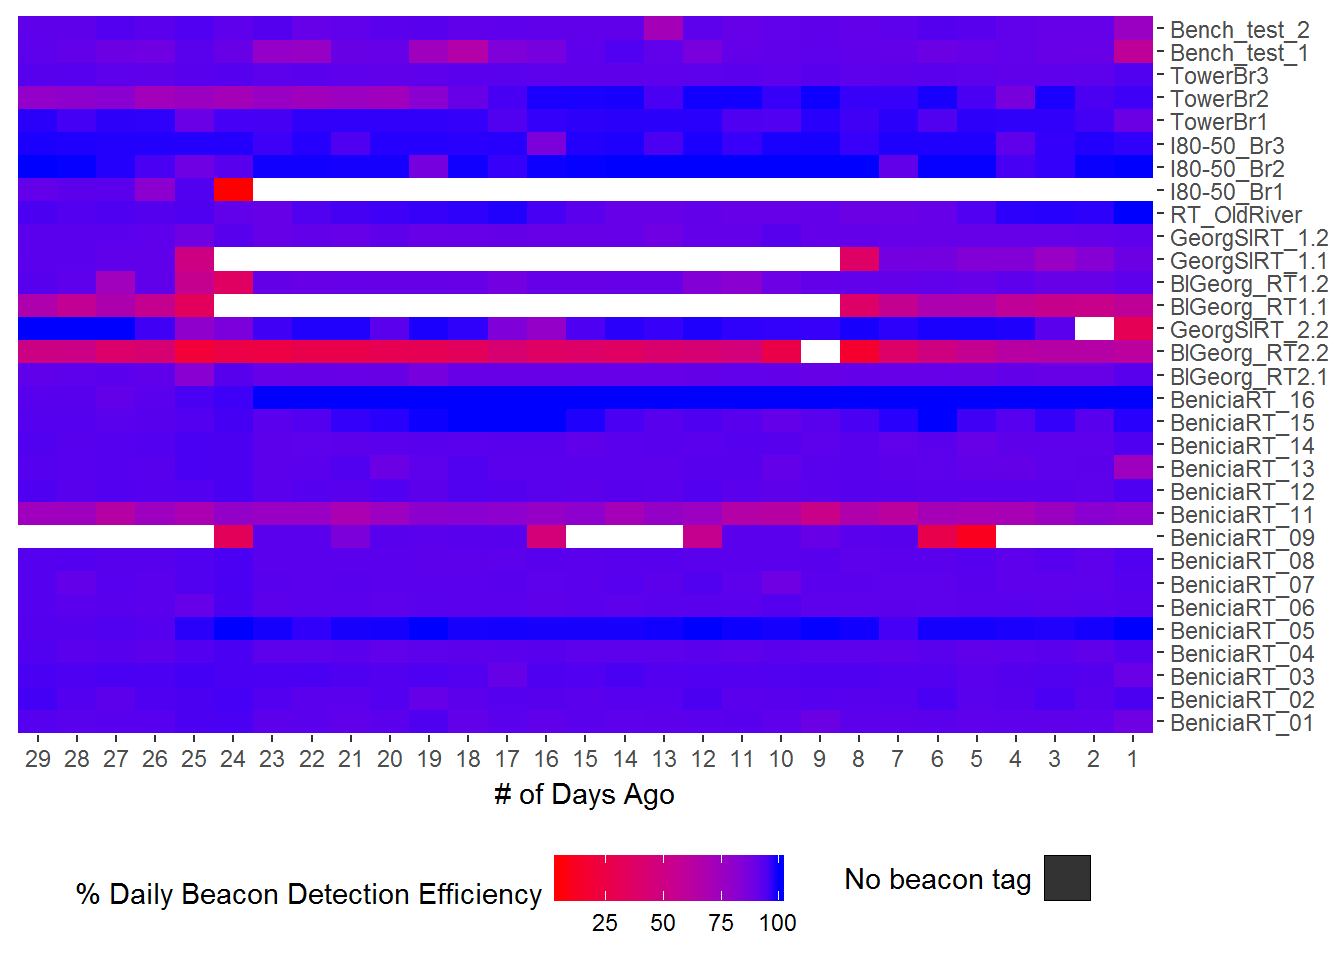 Bench_test_2
Bench_test_1
TowerBr3
TowerBr2
TowerBr1
I80-50_Br3
I80-50_Br2
I80-50_Br1
RT_OldRiver
GeorgSlRT_1.2
GeorgSlRT_1.1
BlGeorg_RT1.2
BlGeorg_RT1.1
GeorgSlRT_2.2
BlGeorg_RT2.2
BlGeorg_RT2.1
BeniciaRT_16
BeniciaRT_15
BeniciaRT_14
BeniciaRT_13
BeniciaRT_12
BeniciaRT_11
BeniciaRT_09
BeniciaRT_08
BeniciaRT_07
BeniciaRT_06
BeniciaRT_05
BeniciaRT_04
BeniciaRT_03
BeniciaRT_02
BeniciaRT_01
29 28 27 26 25 24 23 22 21 20 19 18 17 16 15 14 13 12 11 10 9 8 7 6 5 4 3 2 1
# of Days Ago
% Daily Beacon Detection Efficiency
25 50 75 100
No beacon tag